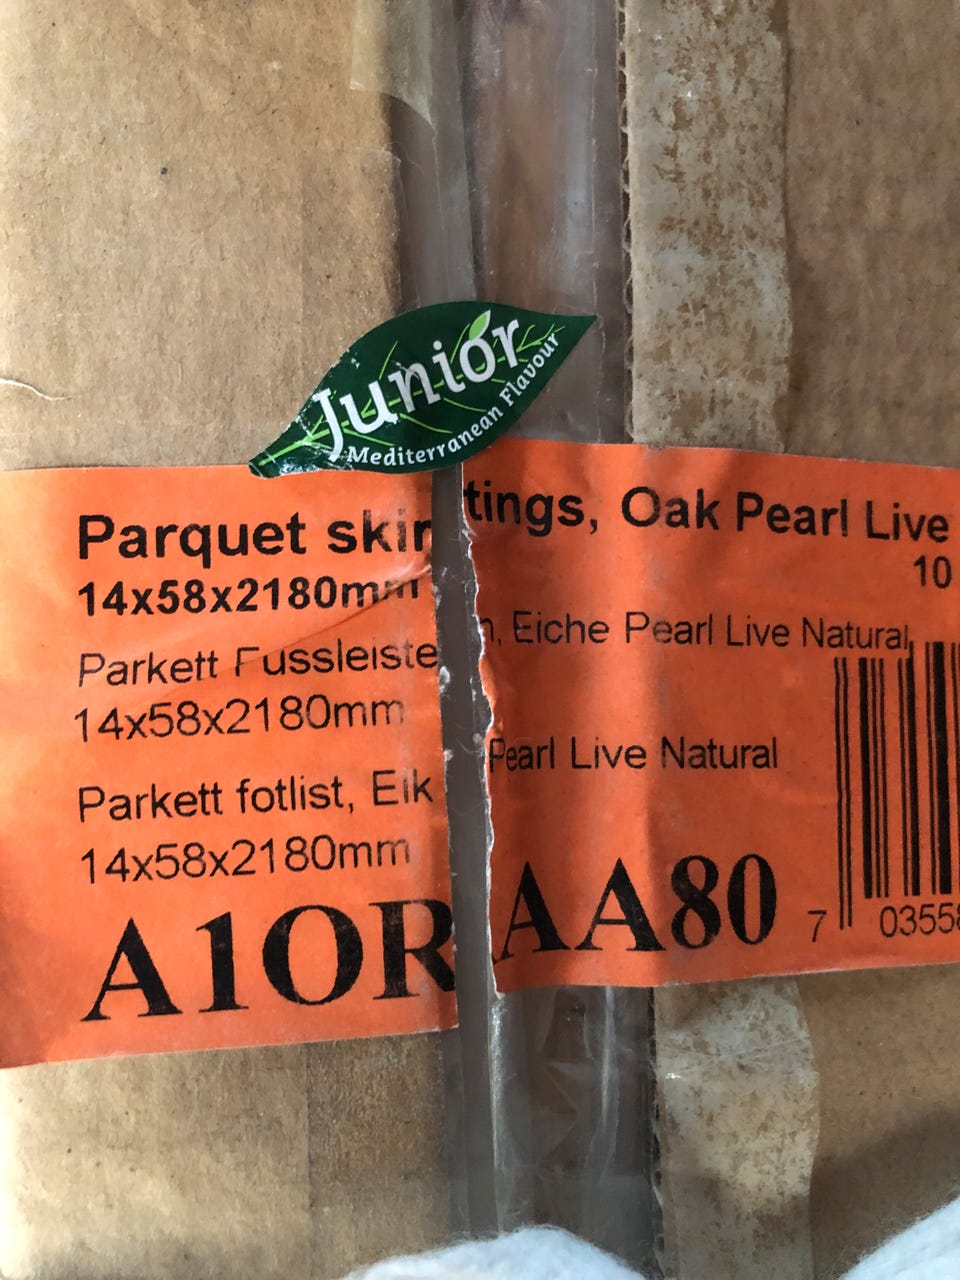 Junior
Mediterranean Flavour
Parquet skir tings, Oak Pearl Live
14x58x2180mm 10
Parkett Fussleiste n, Eiche Pearl Live Natural
14x58x2180mm
Parkett fotlist, Eik Pearl Live Natural
14x58x2180mm
A1OR AA80
7 03558